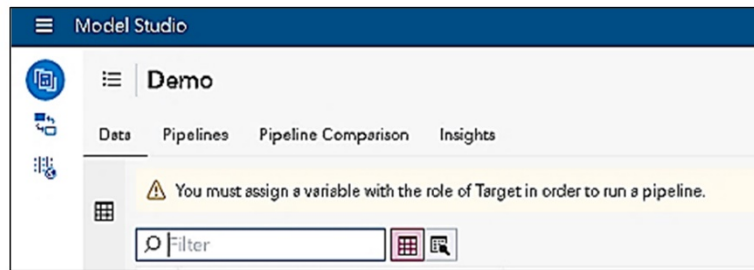 Model Studio
Demo
Data Pipelines Pipeline Comparison Insights
You must assign a variable with the role of Target in order to run a pipeline.
Filter